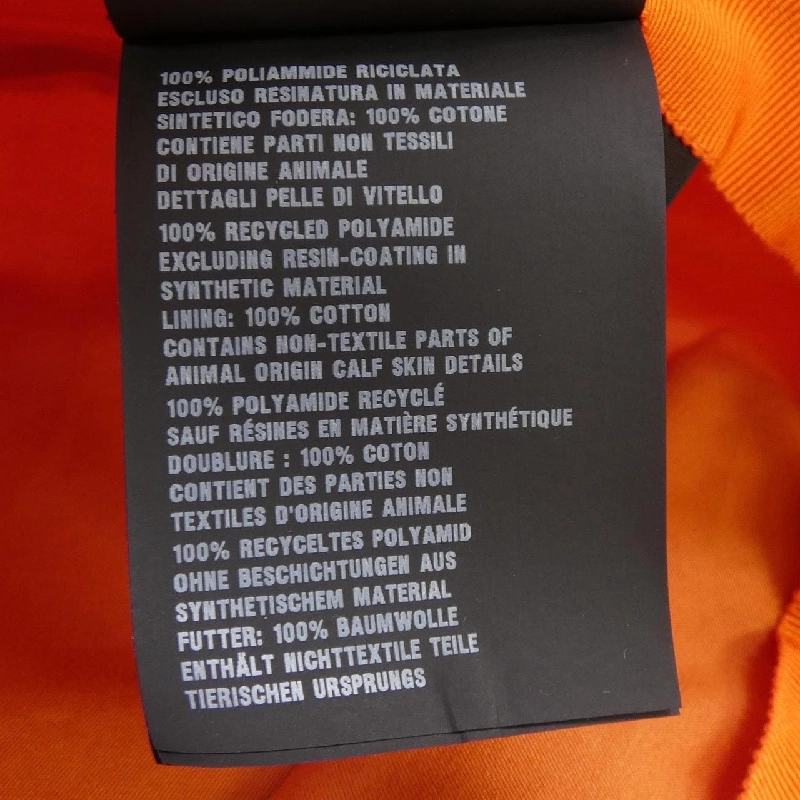 100% POLIAMMIDE RICICLATA
ESCLUSO RESINATURA IN MATERIALE
SINTETICO FODERA: 100% COTONE
CONTIENE PARTI NON TESSILI
DI ORIGINE ANIMALE
DETTAGLI PELLE DI VITELLO
100% RECYCLED POLYAMIDE
EXCLUDING RESIN-COATING IN
SYNTHETIC MATERIAL
LINING: 100% COTTON
CONTAINS NON-TEXTILE PARTS OF
ANIMAL ORIGIN CALF SKIN DETAILS
100% POLYAMIDE RECYCLÉ
SAUF RÉSINES EN MATIÈRE SYNTHÉTIQUE
DOUBLURE : 100% COTON
CONTIENT DES PARTIES NON
TEXTILES D'ORIGINE ANIMALE
100% RECYCELTES POLYAMID
OHNE BESCHICHTUNGEN AUS
SYNTHETISCHEM MATERIAL
FUTTER: 100% BAUMWOLLE
ENTHÄLT NICHTTEXTILE TEILE
TIERISCHEN URSPRUNGS